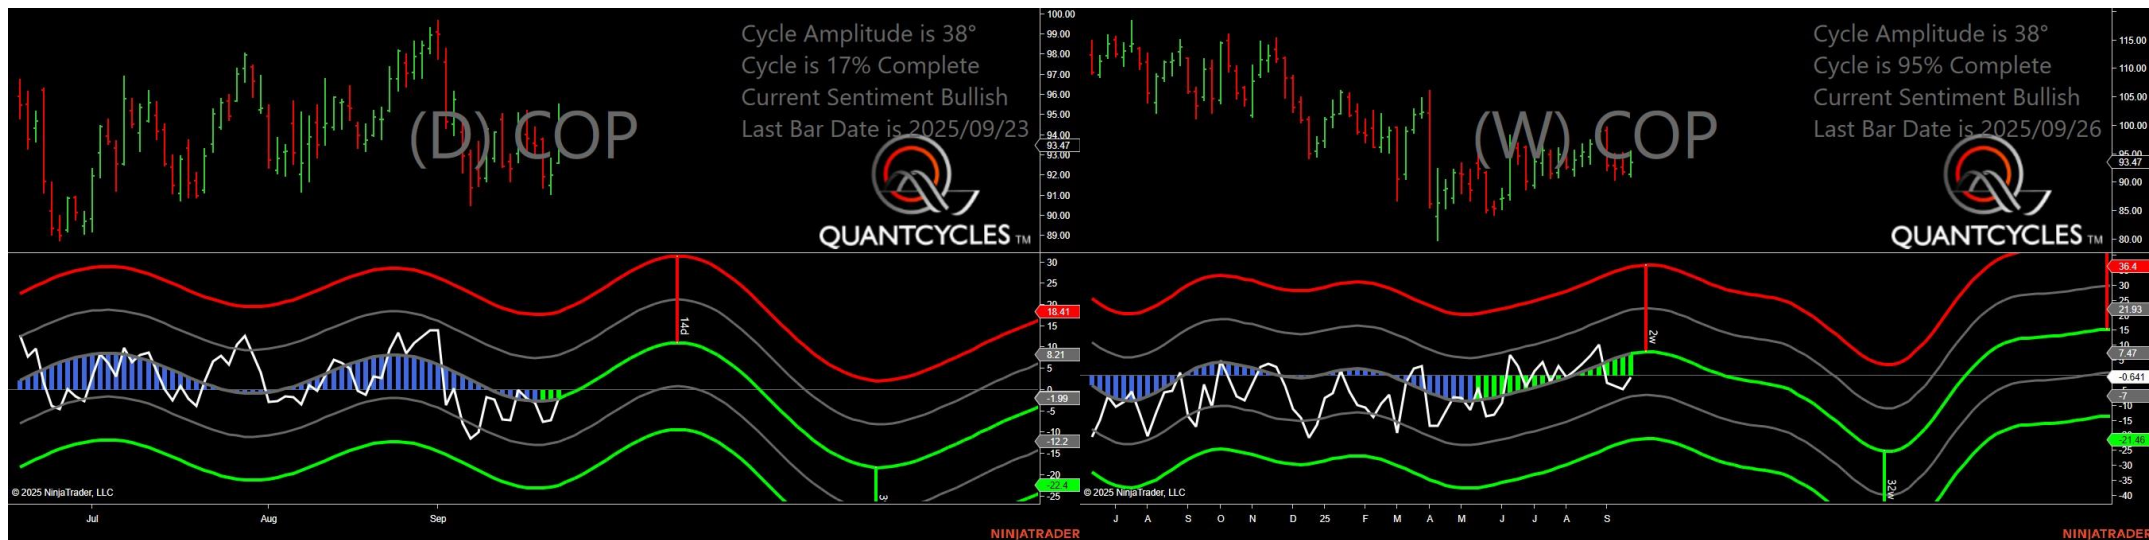 Cycle Amplitude is 38°
Cycle is 17% Complete
Current Sentiment Bullish
Last Bar Date is 2025/09/23
(D) COP
QUANTCYCLES TM
100.00
99.00
98.00
97.00
96.00
95.00
94.00
93.47
93.00
92.00
91.00
90.00
89.00
30
25
18.41
15
10
8.21
5
0
-1.99
-5
-10
-12.2
-15
-20
-22.4
-25
14d
© 2025 NinjaTrader, LLC
Jul
Aug
Sep
NINJATRADER
Cycle Amplitude is 38°
Cycle is 95% Complete
Current Sentiment Bullish
Last Bar Date is 2025/09/26
(W) COP
QUANTCYCLES TM
115.00
110.00
105.00
100.00
95.00
93.47
90.00
85.00
80.00
36.4
30
25
21.93
15
10
7.47
-0.641
-7
-10
-15
-21.46
-25
-30
-35
-40
2w
32w
© 2025 NinjaTrader, LLC
J
A
S
O
N
D
25
F
M
A
M
J
J
A
S
NINJATRADER